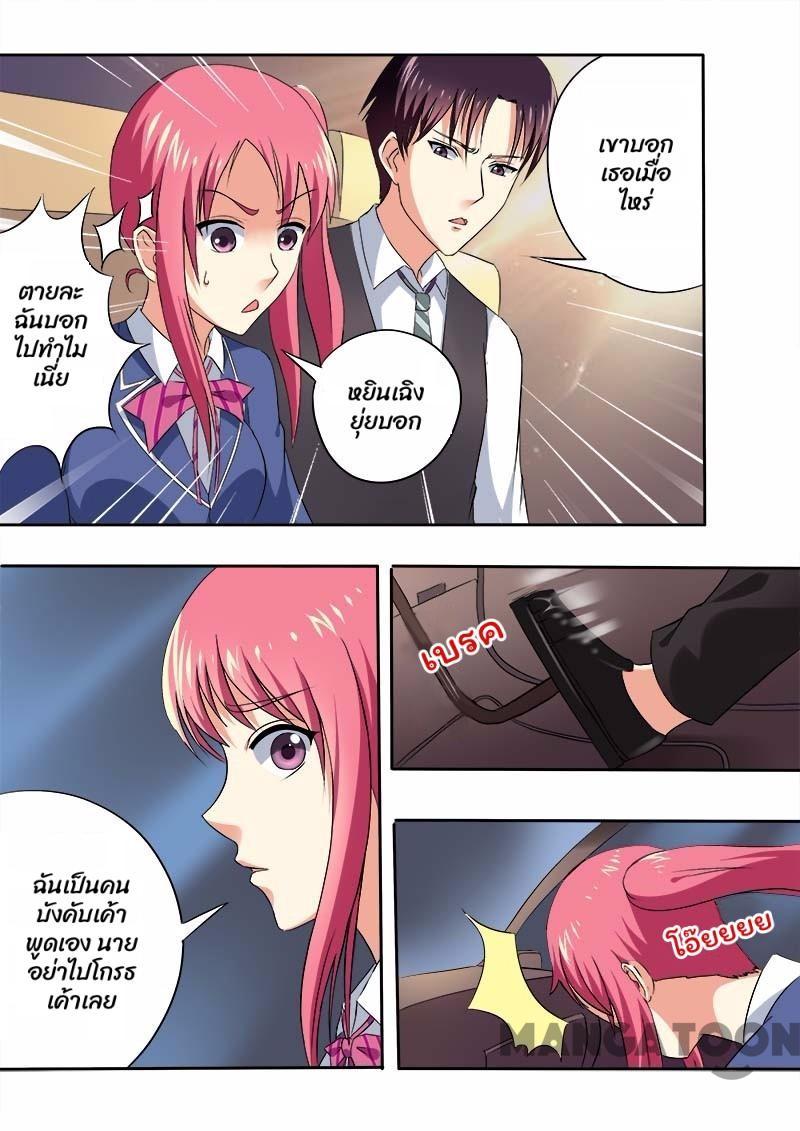 เขาบอก
เธอเมื่อ
ไหร่
หยินเฉิง
ยุ่ยบอก
ตายละ
ฉันบอก
ไปทำไม
เนี่ย
เบรค
ฉันเป็นคน
บังคับเค้า
พูดเอง นาย
อย่าไปโกรธ
เค้าเลย
โอ๊ยยยยย
MANGATOON